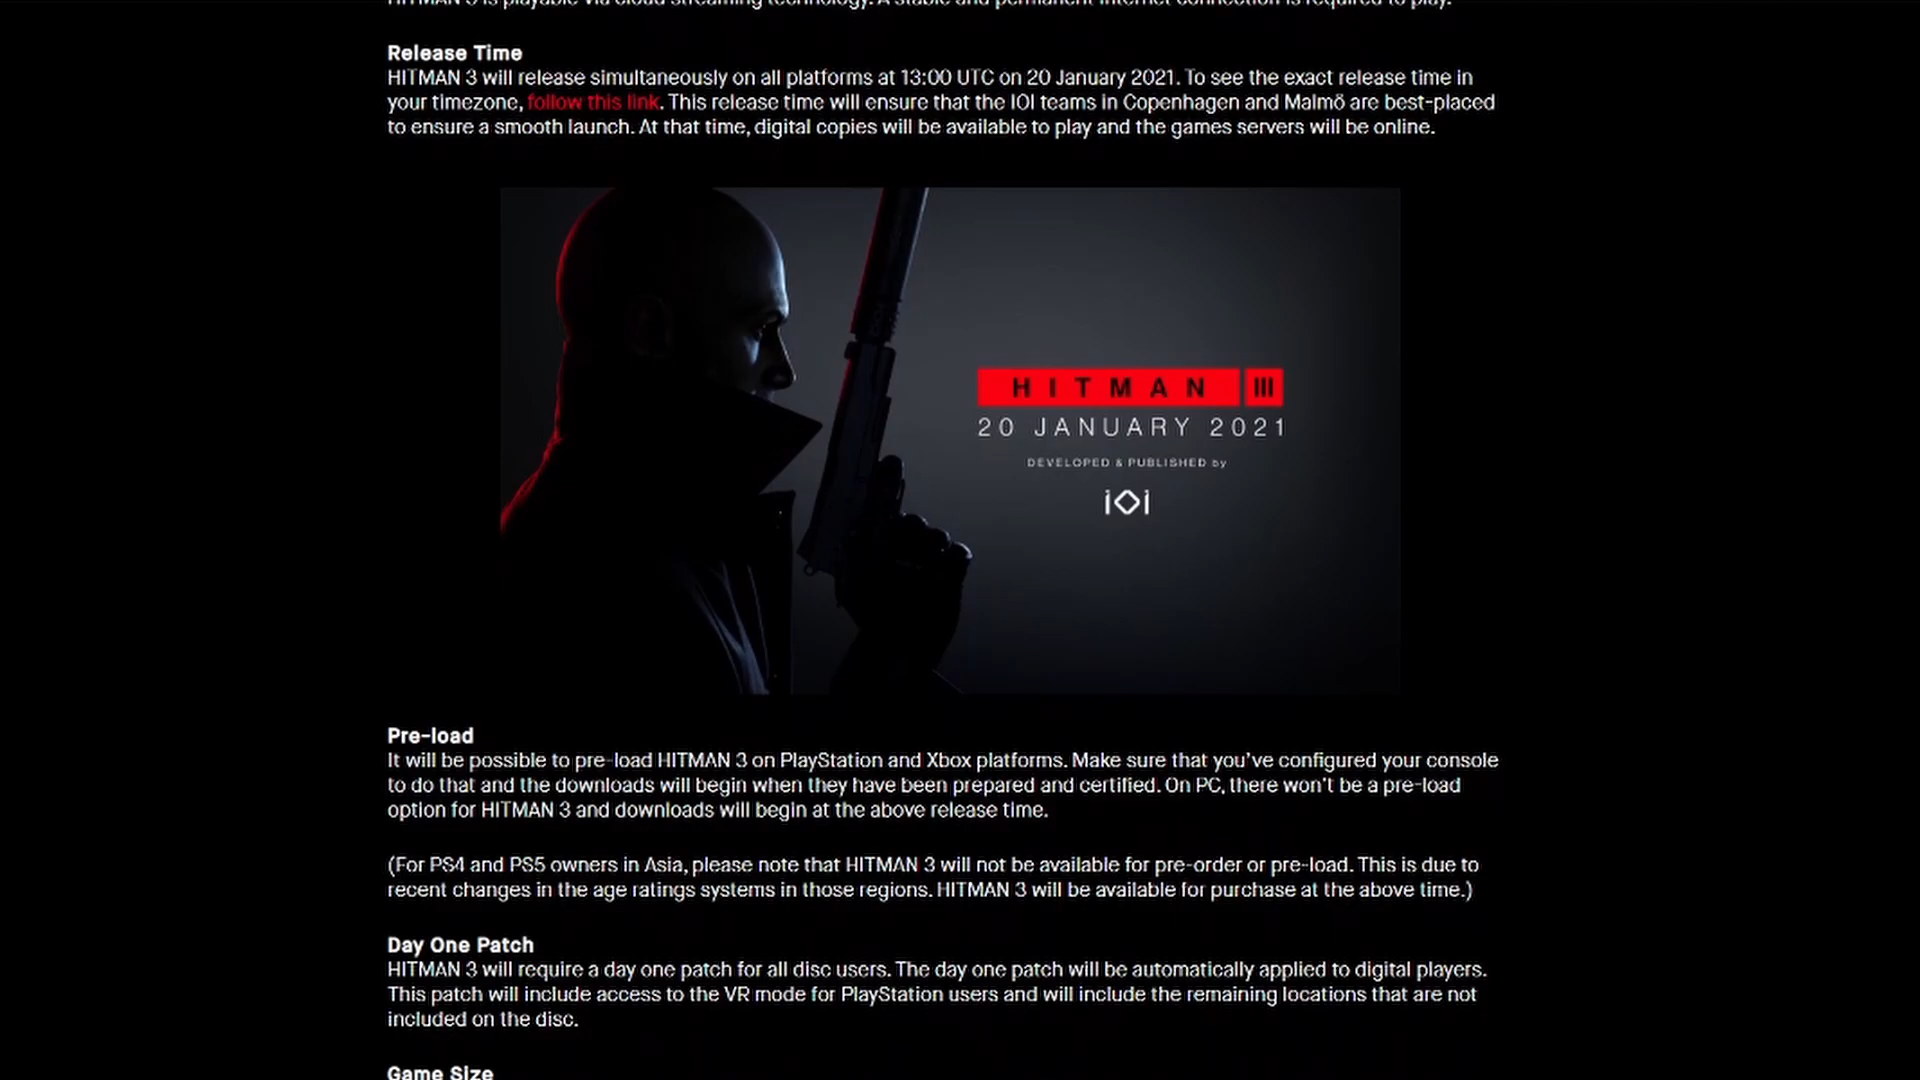 HITMAN 3 is playable via cloud streaming technology. A stable and permanent internet connection is required to play.
Release Time
HITMAN 3 will release simultaneously on all platforms at 13:00 UTC on 20 January 2021. To see the exact release time in
your timezone, follow this link. This release time will ensure that the IOI teams in Copenhagen and Malmö are best-placed
to ensure a smooth launch. At that time, digital copies will be available to play and the games servers will be online.
HITMAN III
20 JANUARY 2021
DEVELOPED & PUBLISHED by
iOi
Pre-load
It will be possible to pre-load HITMAN 3 on PlayStation and Xbox platforms. Make sure that you've configured your console
to do that and the downloads will begin when they have been prepared and certified. On PC, there won't be a pre-load
option for HITMAN 3 and downloads will begin at the above release time.
(For PS4 and PS5 owners in Asia, please note that HITMAN 3 will not be available for pre-order or pre-load. This is due to
recent changes in the age ratings systems in those regions. HITMAN 3 will be available for purchase at the above time.)
Day One Patch
HITMAN 3 will require a day one patch for all disc users. The day one patch will be automatically applied to digital players.
This patch will include access to the VR mode for PlayStation users and will include the remaining locations that are not
included on the disc.
Game Size